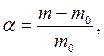 α = (m − m₀) / m₀ ,